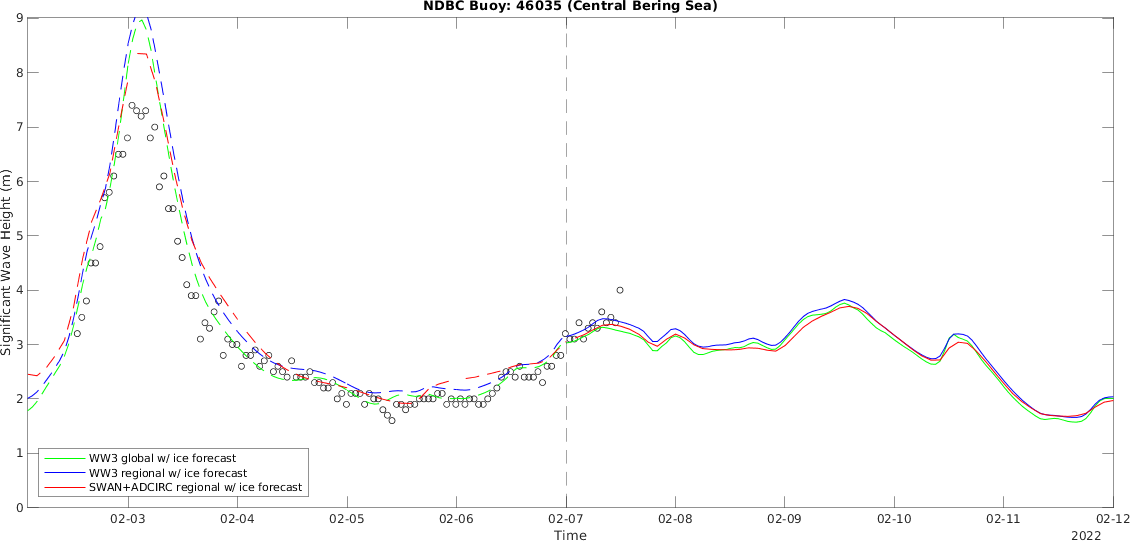 NDBC Buoy: 46035 (Central Bering Sea)
9
8
7
6
5
4
3
2
1
0
Significant Wave Height (m)
WW3 global w/ ice forecast
WW3 regional w/ ice forecast
SWAN+ADCIRC regional w/ ice forecast
02-03 02-04 02-05 02-06 02-07 02-08 02-09 02-10 02-11 02-12
Time
2022